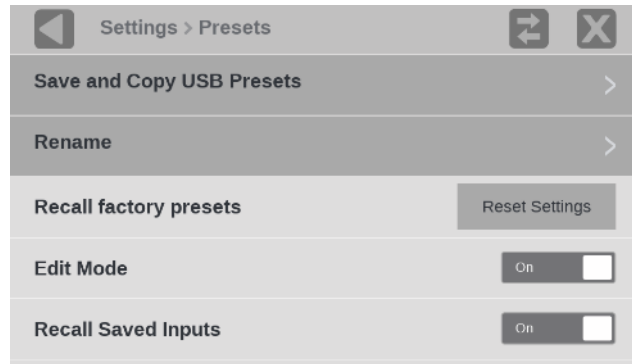 Settings > Presets
Save and Copy USB Presets
Rename
Recall factory presets Reset Settings
Edit Mode On
Recall Saved Inputs On